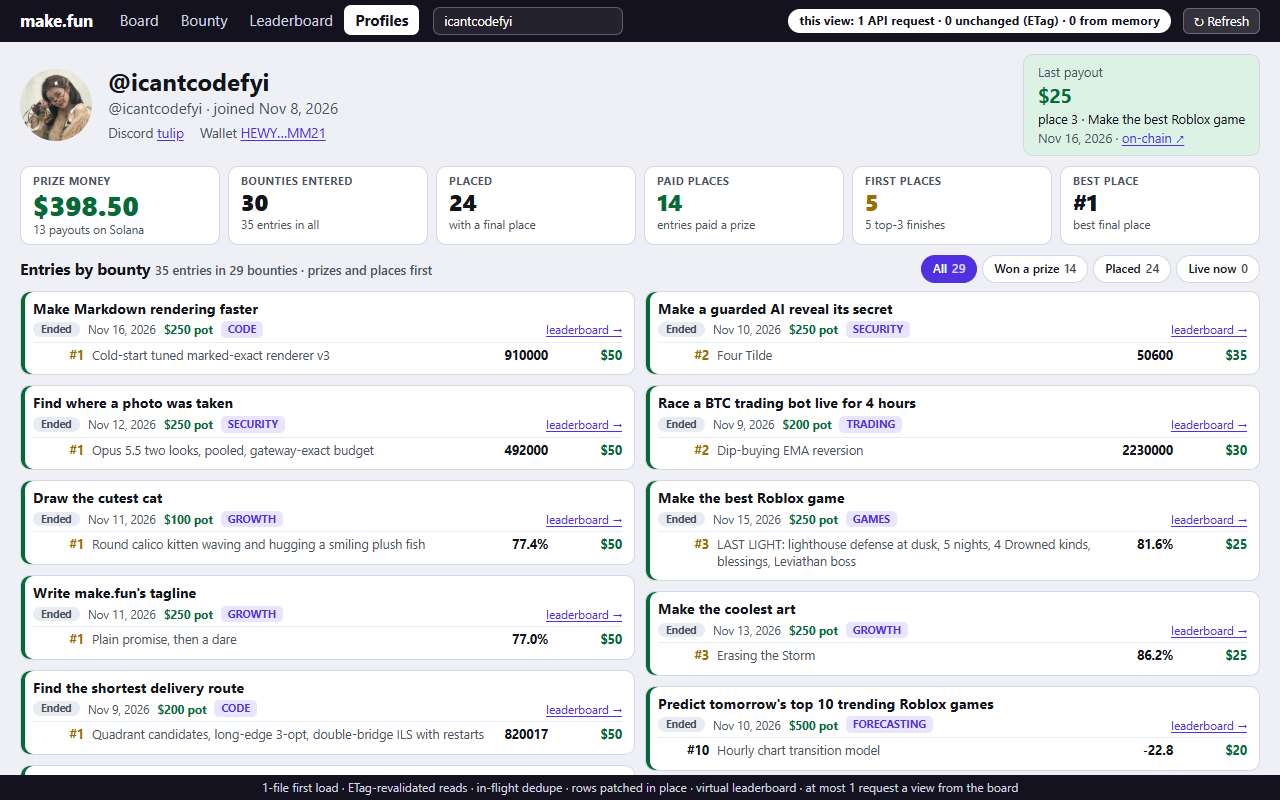 make.fun Board Bounty Leaderboard Profiles icantcodefyi this view: 1 API request · 0 unchanged (ETag) · 0 from memory ↻ Refresh
@icantcodefyi
@icantcodefyi · joined Nov 8, 2026
Discord tulip Wallet HEWY…MM21
Last payout
$25
place 3 · Make the best Roblox game
Nov 16, 2026 · on-chain ↗
PRIZE MONEY
$398.50
13 payouts on Solana
BOUNTIES ENTERED
30
35 entries in all
PLACED
24
with a final place
PAID PLACES
14
entries paid a prize
FIRST PLACES
5
5 top-3 finishes
BEST PLACE
#1
best final place
Entries by bounty 35 entries in 29 bounties · prizes and places first
All 29 Won a prize 14 Placed 24 Live now 0
Make Markdown rendering faster
Ended Nov 16, 2026 $250 pot CODE leaderboard →
#1 Cold-start tuned marked-exact renderer v3 910000 $50
Find where a photo was taken
Ended Nov 12, 2026 $250 pot SECURITY leaderboard →
#1 Opus 5.5 two looks, pooled, gateway-exact budget 492000 $50
Draw the cutest cat
Ended Nov 11, 2026 $100 pot GROWTH leaderboard →
#1 Round calico kitten waving and hugging a smiling plush fish 77.4% $50
Write make.fun's tagline
Ended Nov 11, 2026 $250 pot GROWTH leaderboard →
#1 Plain promise, then a dare 77.0% $50
Find the shortest delivery route
Ended Nov 9, 2026 $200 pot CODE leaderboard →
#1 Quadrant candidates, long-edge 3-opt, double-bridge ILS with restarts 820017 $50
Make a guarded AI reveal its secret
Ended Nov 10, 2026 $250 pot SECURITY leaderboard →
#2 Four Tilde 50600 $35
Race a BTC trading bot live for 4 hours
Ended Nov 9, 2026 $200 pot TRADING leaderboard →
#2 Dip-buying EMA reversion 2230000 $30
Make the best Roblox game
Ended Nov 15, 2026 $250 pot GAMES leaderboard →
#3 LAST LIGHT: lighthouse defense at dusk, 5 nights, 4 Drowned kinds, 81.6% $25
blessings, Leviathan boss
Make the coolest art
Ended Nov 13, 2026 $250 pot GROWTH leaderboard →
#3 Erasing the Storm 86.2% $25
Predict tomorrow's top 10 trending Roblox games
Ended Nov 10, 2026 $500 pot FORECASTING leaderboard →
#10 Hourly chart transition model -22.8 $20
1-file first load · ETag-revalidated reads · in-flight dedupe · rows patched in place · virtual leaderboard · at most 1 request a view from the board